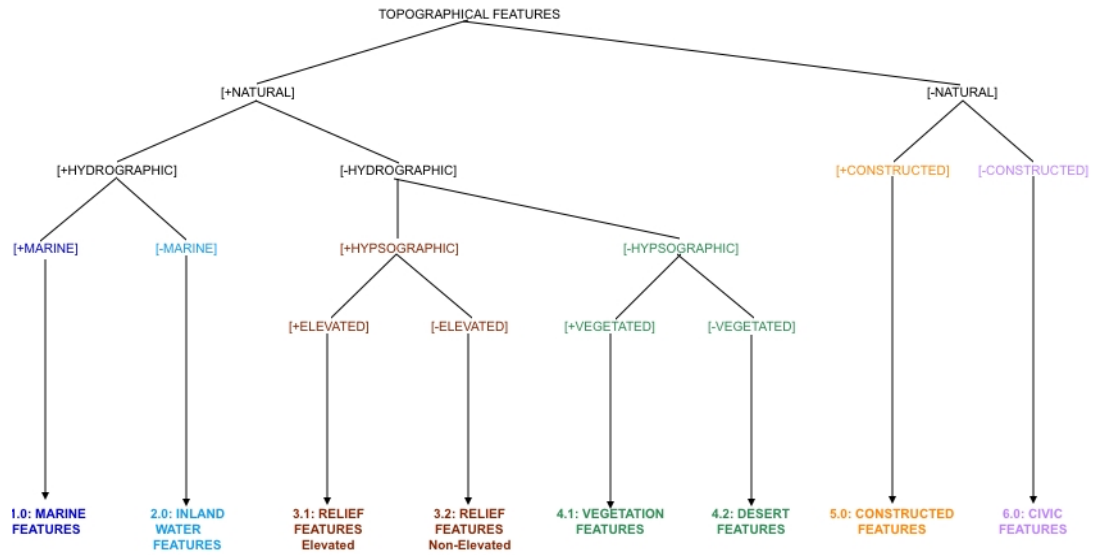 TOPOGRAPHICAL FEATURES
[+NATURAL]
[-NATURAL]
[+HYDROGRAPHIC]
[-HYDROGRAPHIC]
[+CONSTRUCTED]
[-CONSTRUCTED]
[+MARINE]
[-MARINE]
[+HYPSOGRAPHIC]
[-HYPSOGRAPHIC]
[+ELEVATED]
[-ELEVATED]
[+VEGETATED]
[-VEGETATED]
1.0: MARINE
FEATURES
2.0: INLAND
WATER
FEATURES
3.1: RELIEF
FEATURES
Elevated
3.2: RELIEF
FEATURES
Non-Elevated
4.1: VEGETATION
FEATURES
4.2: DESERT
FEATURES
5.0: CONSTRUCTED
FEATURES
6.0: CIVIC
FEATURES